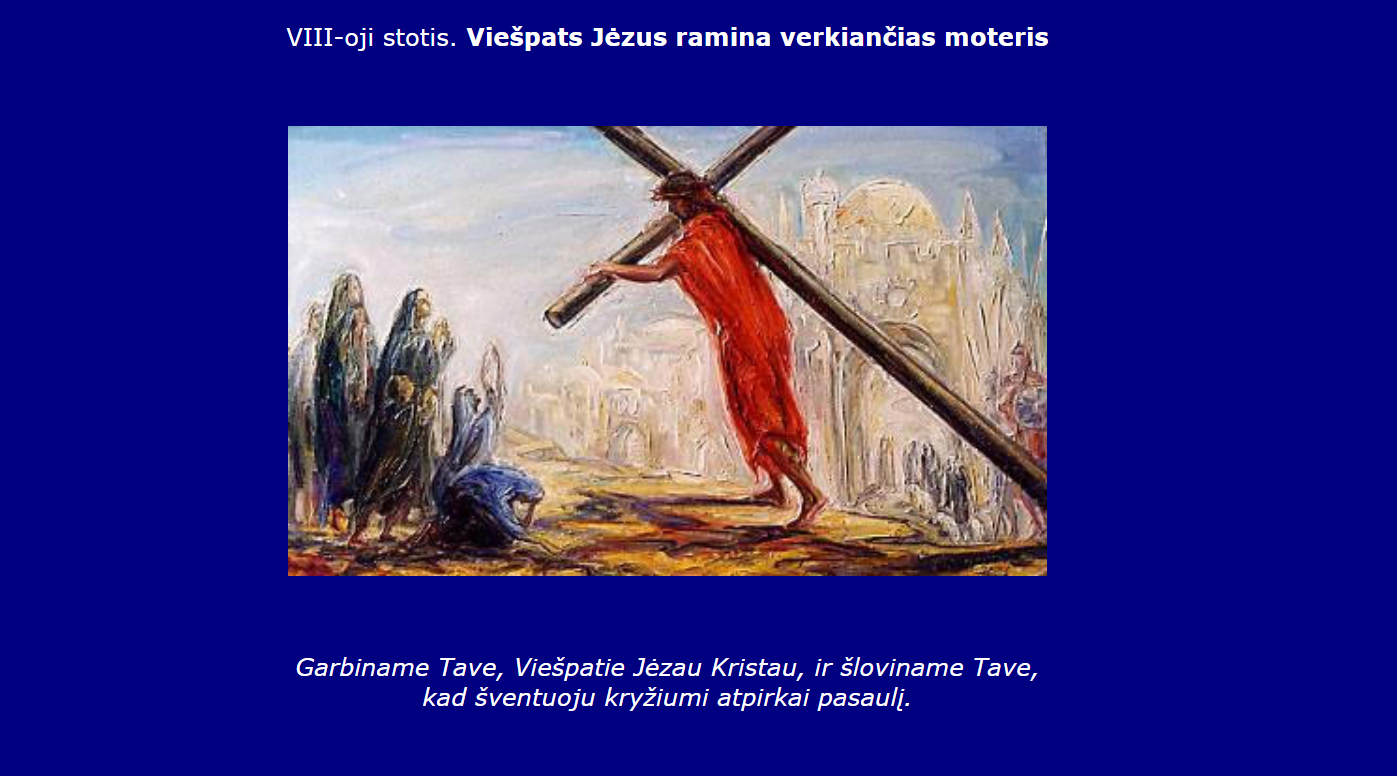 VIII-oji stotis. Viešpats Jėzus ramina verkiančias moteris
Garbiname Tave, Viešpatie Jėzau Kristau, ir šloviname Tave,
kad šventuoju kryžiumi atpirkai pasaulį.